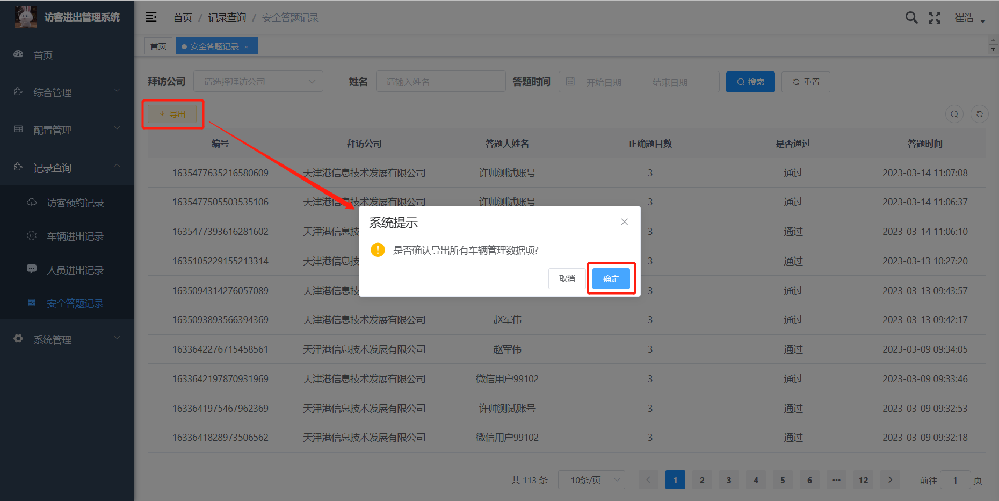 访客进出管理系统
首页 / 记录查询 / 安全答题记录
崔浩
首页
安全答题记录 ×
首页
综合管理
配置管理
记录查询
访客预约记录
车辆进出记录
人员进出记录
安全答题记录
系统管理
拜访公司 请选择拜访公司 姓名 请输入姓名 答题时间 开始日期 - 结束日期 搜索 重置
导出
编号 拜访公司 答题人姓名 正确题目数 是否通过 答题时间
1635477635216580609 天津港信息技术发展有限公司 许帅测试账号 3 通过 2023-03-14 11:07:08
1635477505503535106 天津港信息技术发展有限公司 许帅测试账号 3 通过 2023-03-14 11:06:37
1635477393616281602 天津港信息技 3 通过 2023-03-14 11:06:10
1635105229155213314 天津港信息技 3 通过 2023-03-13 10:27:20
1635094314276057089 天津港信息技 3 通过 2023-03-13 09:43:57
1635093893566394369 天津港信息技术发展有限公司 赵军伟 3 通过 2023-03-13 09:42:17
1633642276715458561 天津港信息技术发展有限公司 赵军伟 3 通过 2023-03-09 09:34:05
1633642197870931969 天津港信息技术发展有限公司 微信用户99102 3 通过 2023-03-09 09:33:46
1633641975467962369 天津港信息技术发展有限公司 许帅测试账号 3 通过 2023-03-09 09:32:53
1633641828973506562 天津港信息技术发展有限公司 微信用户99102 3 通过 2023-03-09 09:32:18
系统提示
是否确认导出所有车辆管理数据项?
取消 确定
共 113 条 10条/页 1 2 3 4 5 6 ··· 12 前往 1 页